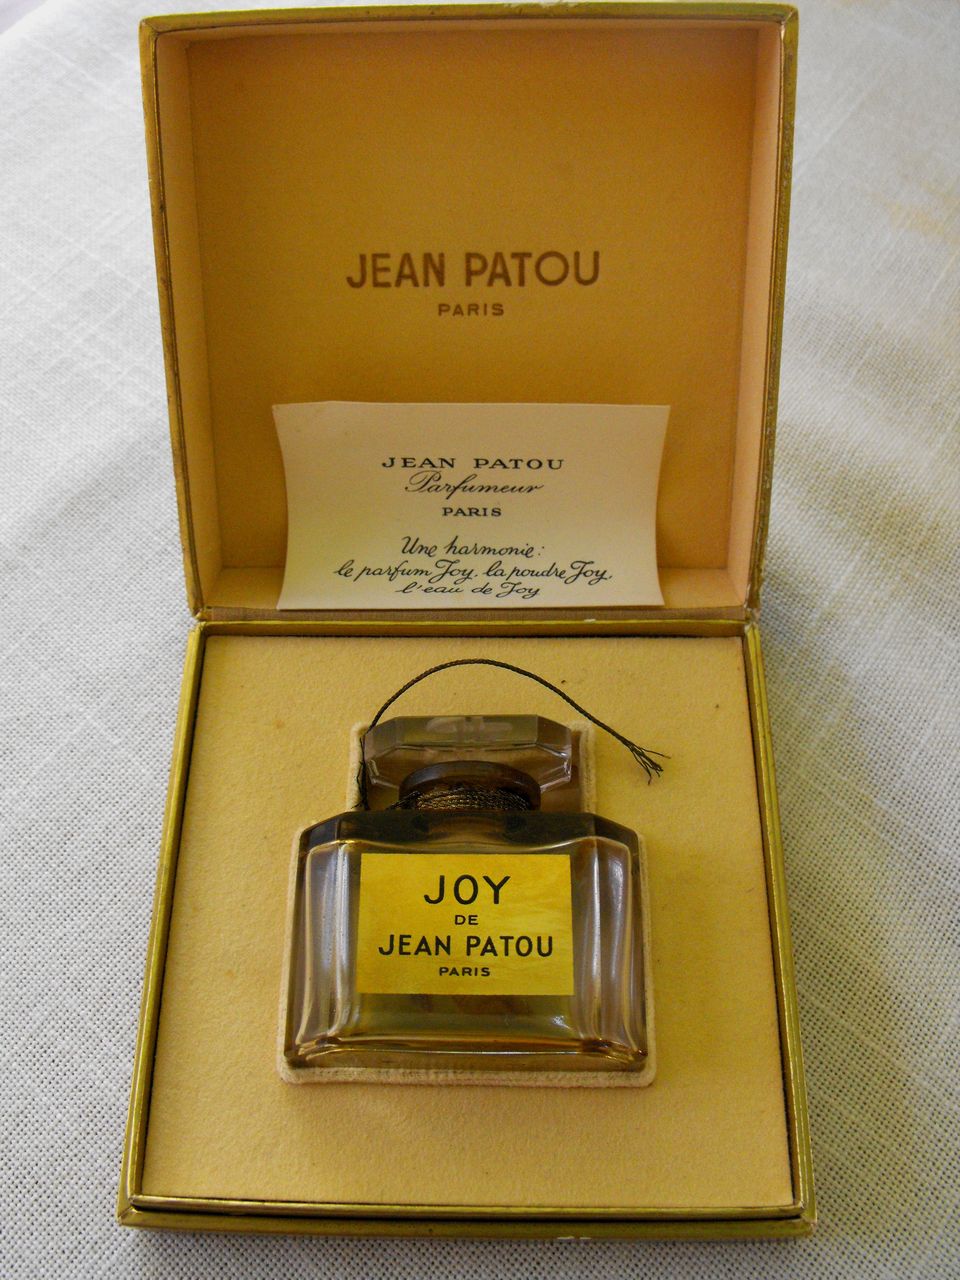 JEAN PATOU
PARIS
JEAN PATOU
Parfumeur
PARIS
Une harmonie:
le parfum Joy, la poudre Joy,
l'eau de Joy
JOY
DE
JEAN PATOU
PARIS